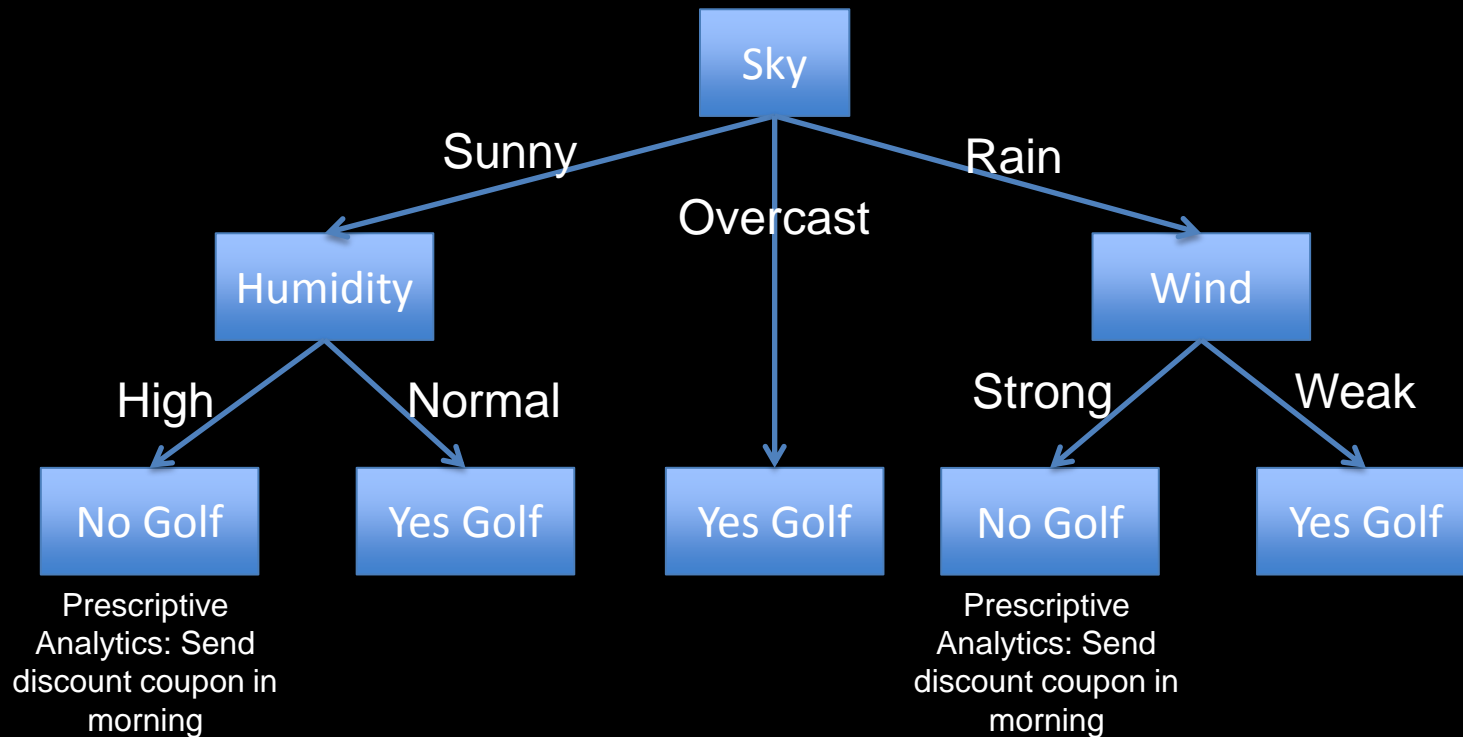 Sky
Sunny
Rain
Overcast
Humidity
Wind
High
Normal
Strong
Weak
No Golf
Yes Golf
Yes Golf
No Golf
Yes Golf
Prescriptive
Analytics: Send
discount coupon in
morning
Prescriptive
Analytics: Send
discount coupon in
morning